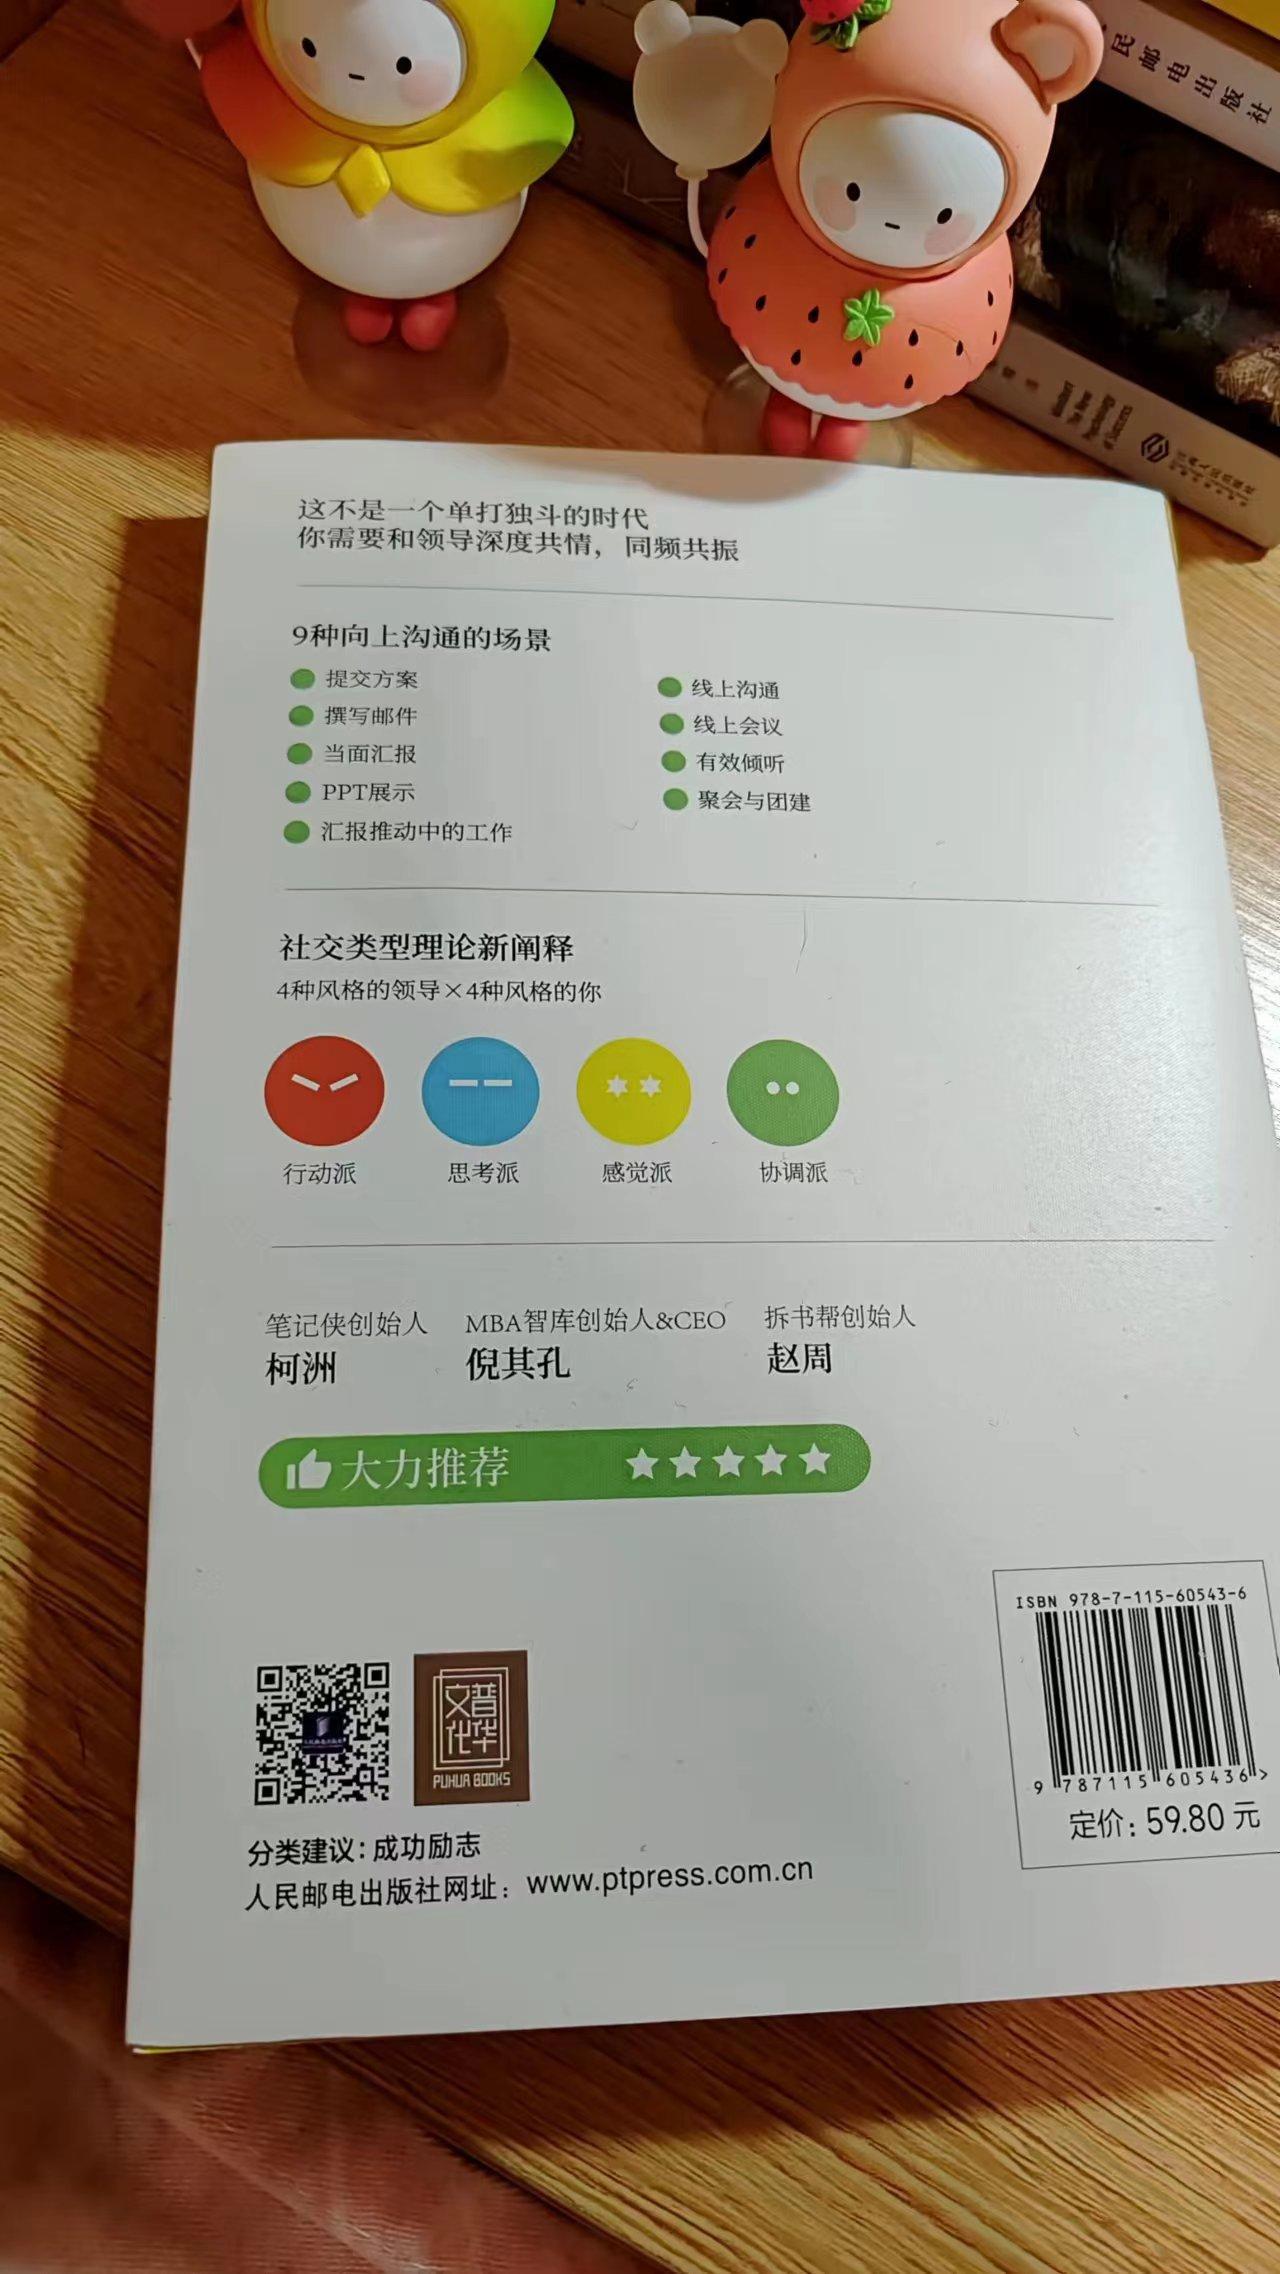 民邮电出版社
Mindset
The New
Psychology
of Success
这不是一个单打独斗的时代
你需要和领导深度共情，同频共振
9种向上沟通的场景
提交方案
撰写邮件
当面汇报
PPT展示
汇报推动中的工作
线上沟通
线上会议
有效倾听
聚会与团建
社交类型理论新阐释
4种风格的领导×4种风格的你
行动派 思考派 感觉派 协调派
笔记侠创始人 MBA智库创始人&CEO 拆书帮创始人
柯洲 倪其孔 赵周
大力推荐
ISBN 978-7-115-60543-6
9 787115 605436 >
定价：59.80 元
普华文化
PUHUA BOOKS
分类建议：成功励志
人民邮电出版社网址：www.ptpress.com.cn